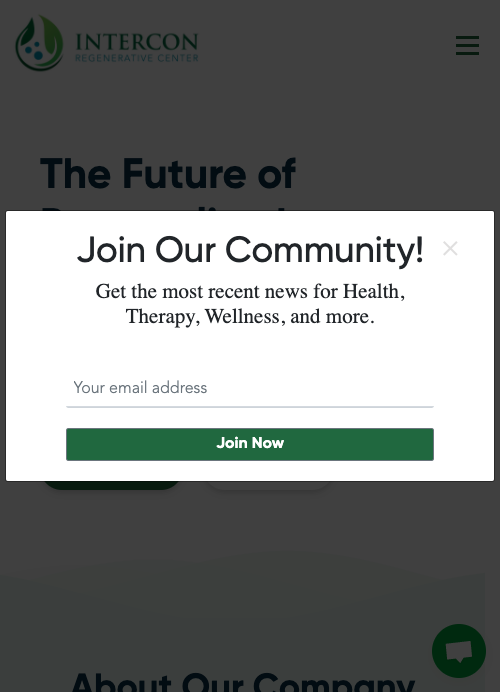 INTERCON
REGENERATIVE CENTER
The Future of
Join Our Community!
Get the most recent news for Health,
Therapy, Wellness, and more.
Your email address
Join Now
About Our Company